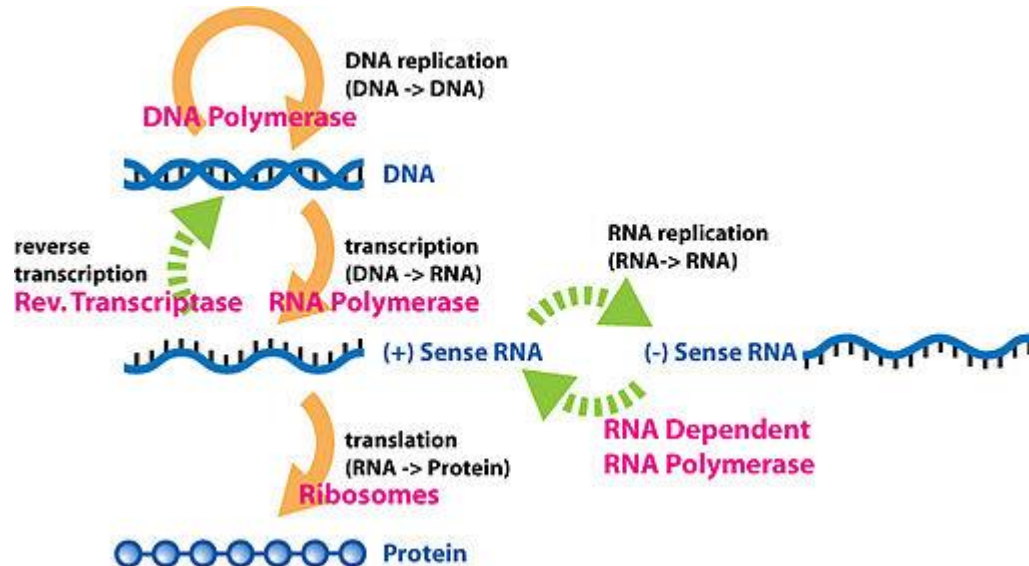 DNA replication
(DNA -> DNA)
DNA Polymerase
DNA
reverse
transcription
Rev. Transcriptase
transcription
(DNA -> RNA)
RNA Polymerase
RNA replication
(RNA-> RNA)
(+) Sense RNA
(-) Sense RNA
RNA Dependent
RNA Polymerase
translation
(RNA -> Protein)
Ribosomes
Protein